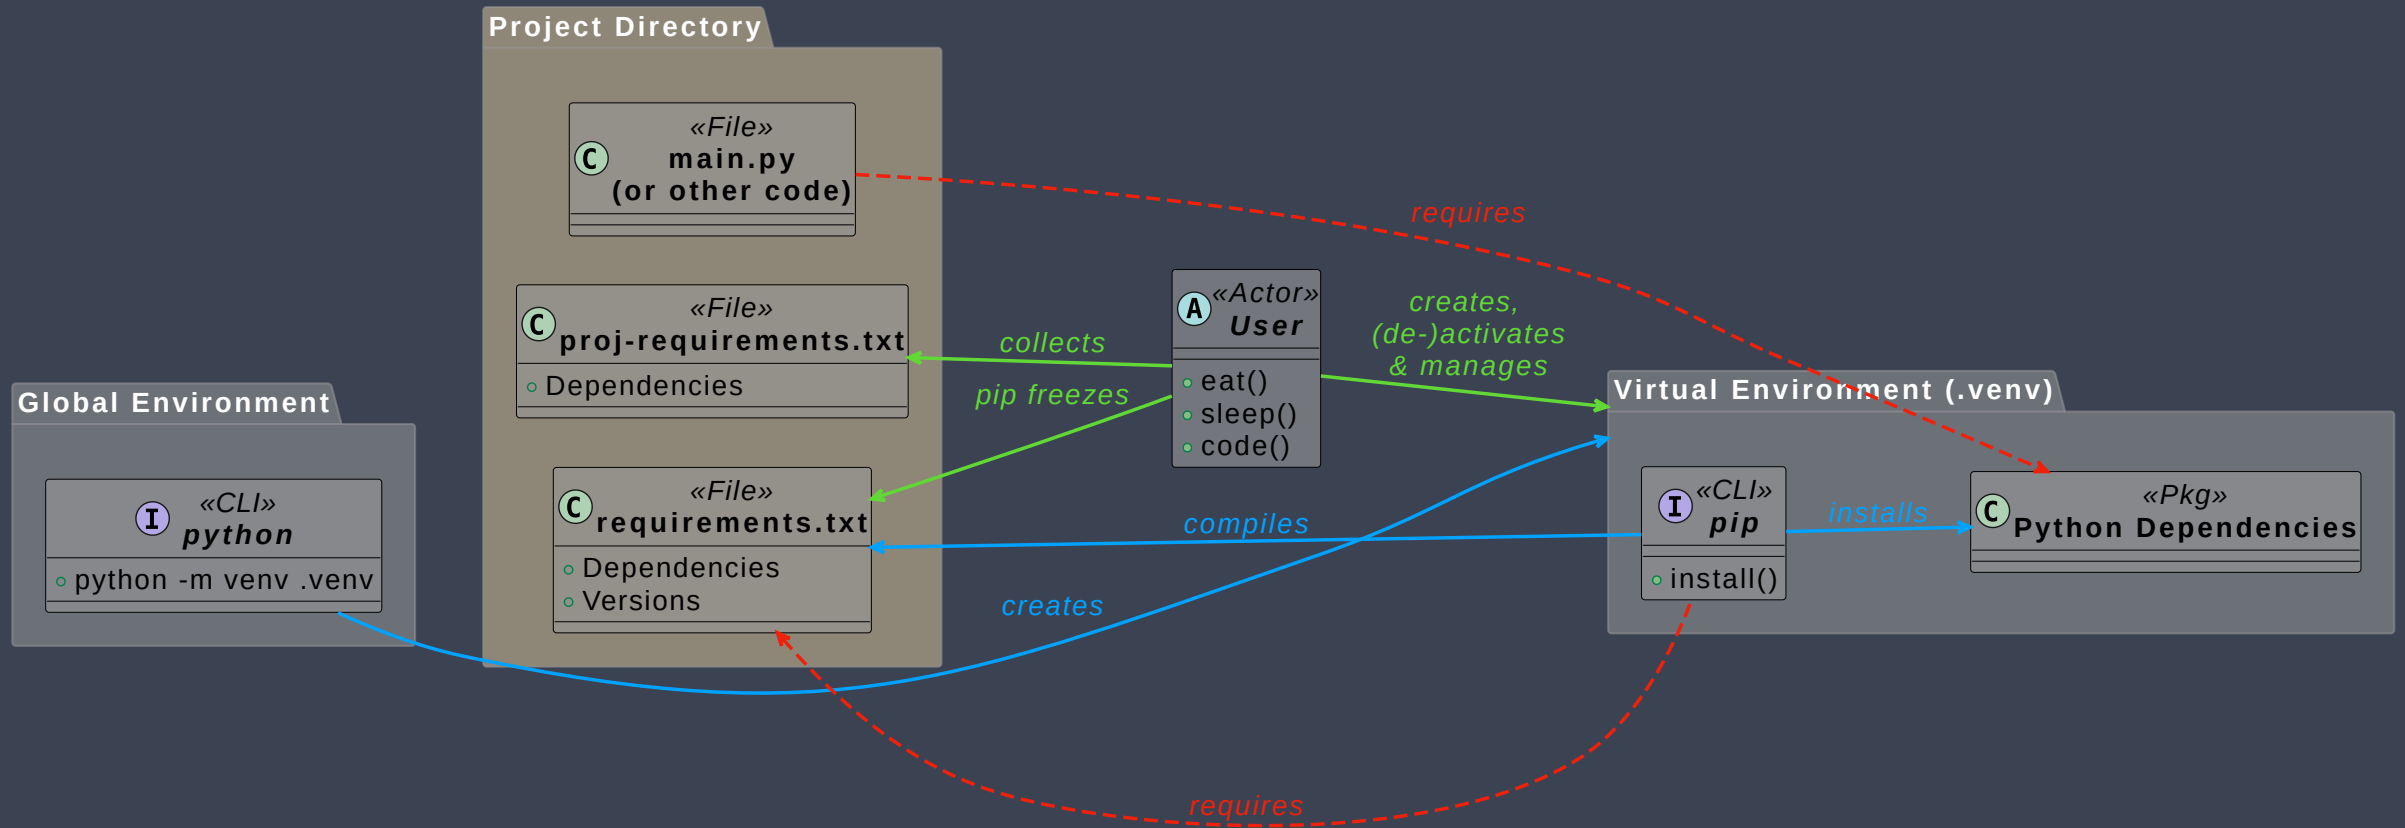 Project Directory
«File»
C
main.py
(or other code)
requires
«File»
C
proj-requirements.txt
Dependencies
«Actor»
A
User
eat()
sleep()
code()
collects
pip freezes
creates,
(de-)activates
& manages
Global Environment
«CLI»
I
python
python -m venv .venv
«File»
C
requirements.txt
Dependencies
Versions
compiles
creates
Virtual Environment (.venv)
«CLI»
I
pip
install()
installs
«Pkg»
C
Python Dependencies
requires